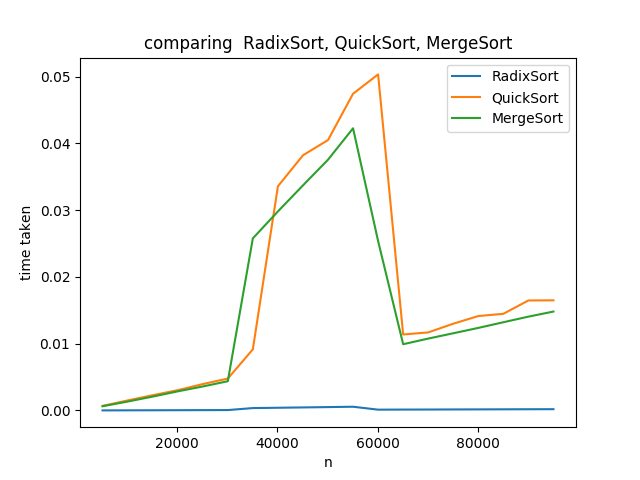 comparing  RadixSort, QuickSort, MergeSort
RadixSort
QuickSort
MergeSort
time taken
0.05
0.04
0.03
0.02
0.01
0.00
20000
40000
60000
80000
n